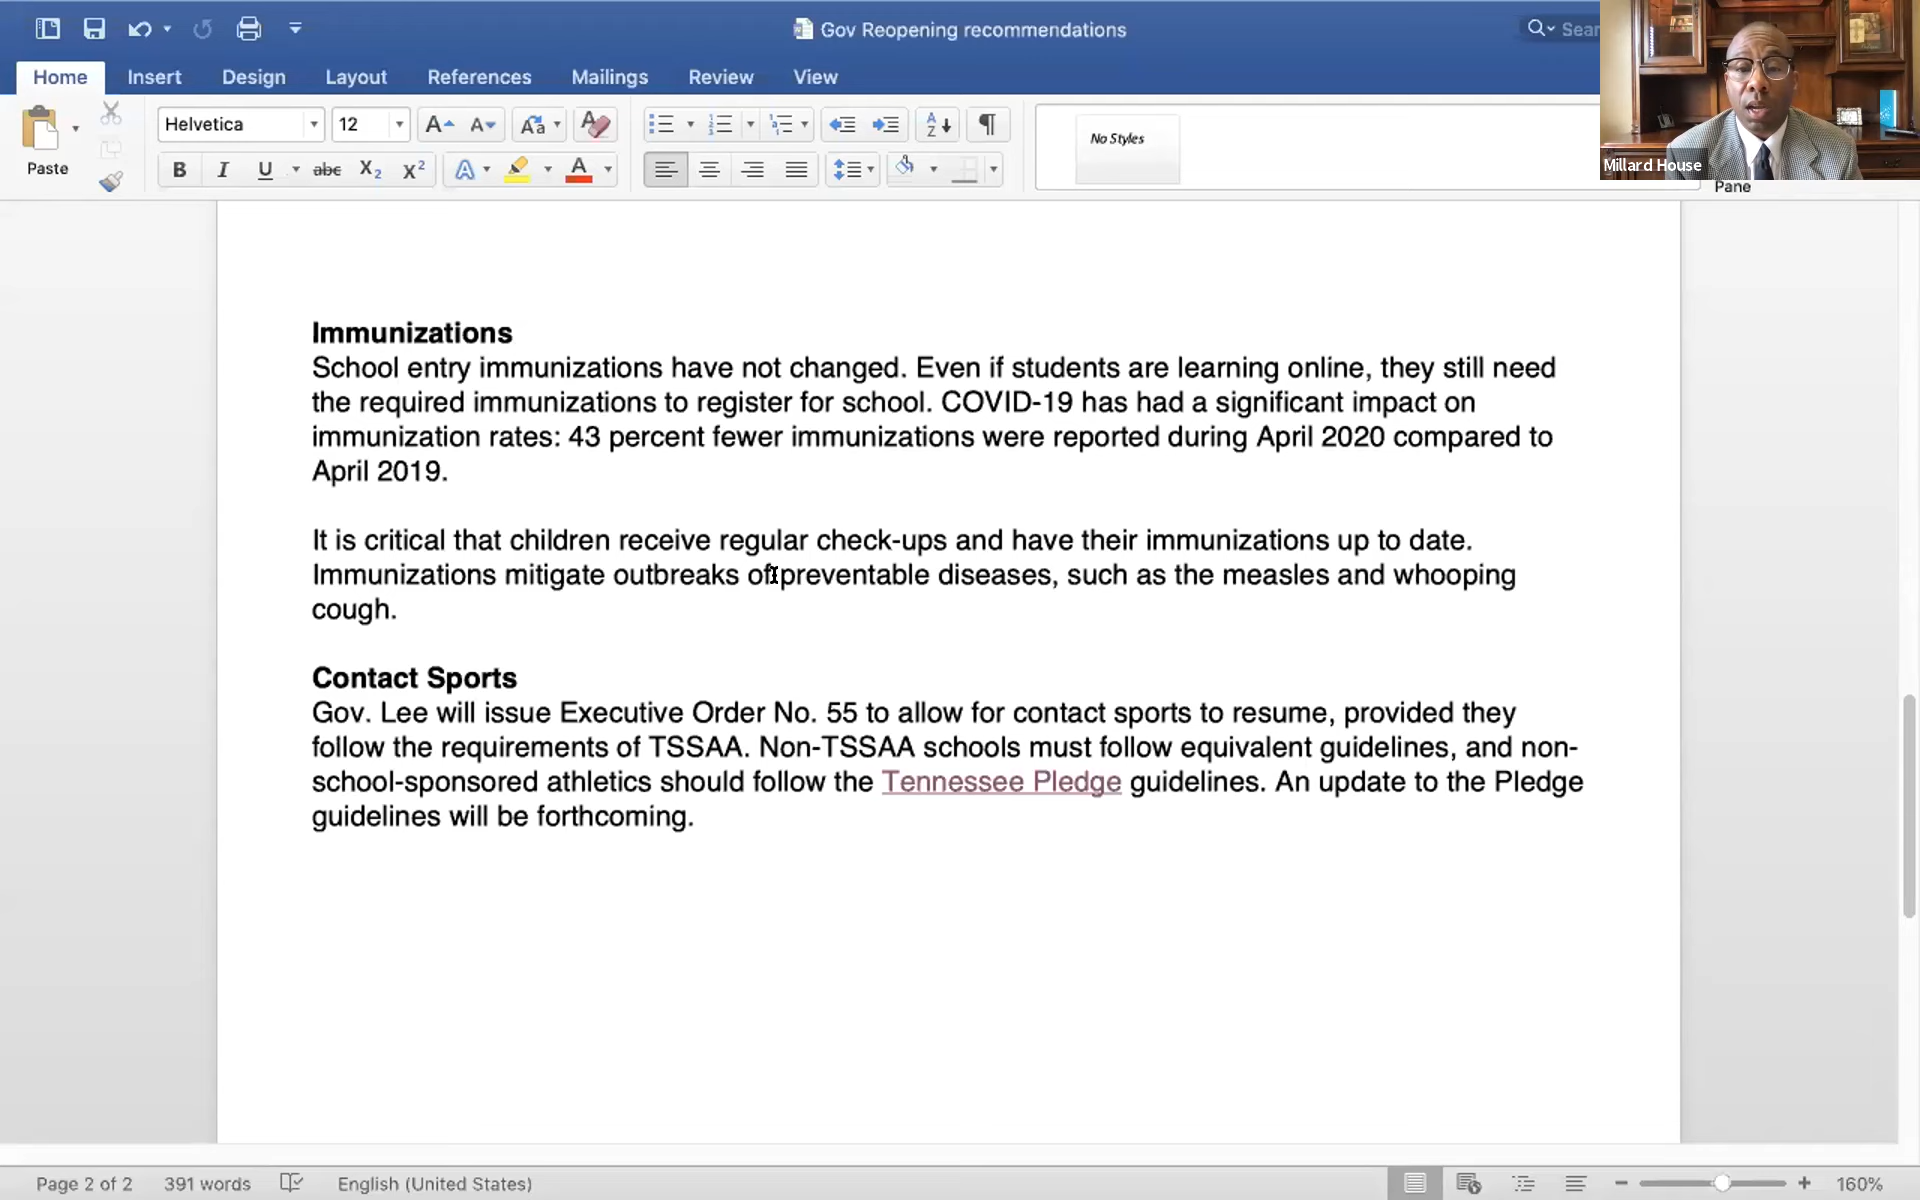 Gov Reopening recommendations
Sear
Home Insert Design Layout References Mailings Review View
Paste
Helvetica 12
No Styles
Pane
Millard House
Immunizations
School entry immunizations have not changed. Even if students are learning online, they still need
the required immunizations to register for school. COVID-19 has had a significant impact on
immunization rates: 43 percent fewer immunizations were reported during April 2020 compared to
April 2019.
It is critical that children receive regular check-ups and have their immunizations up to date.
Immunizations mitigate outbreaks of preventable diseases, such as the measles and whooping
cough.
Contact Sports
Gov. Lee will issue Executive Order No. 55 to allow for contact sports to resume, provided they
follow the requirements of TSSAA. Non-TSSAA schools must follow equivalent guidelines, and non-
school-sponsored athletics should follow the Tennessee Pledge guidelines. An update to the Pledge
guidelines will be forthcoming.
Page 2 of 2 391 words English (United States) 160%